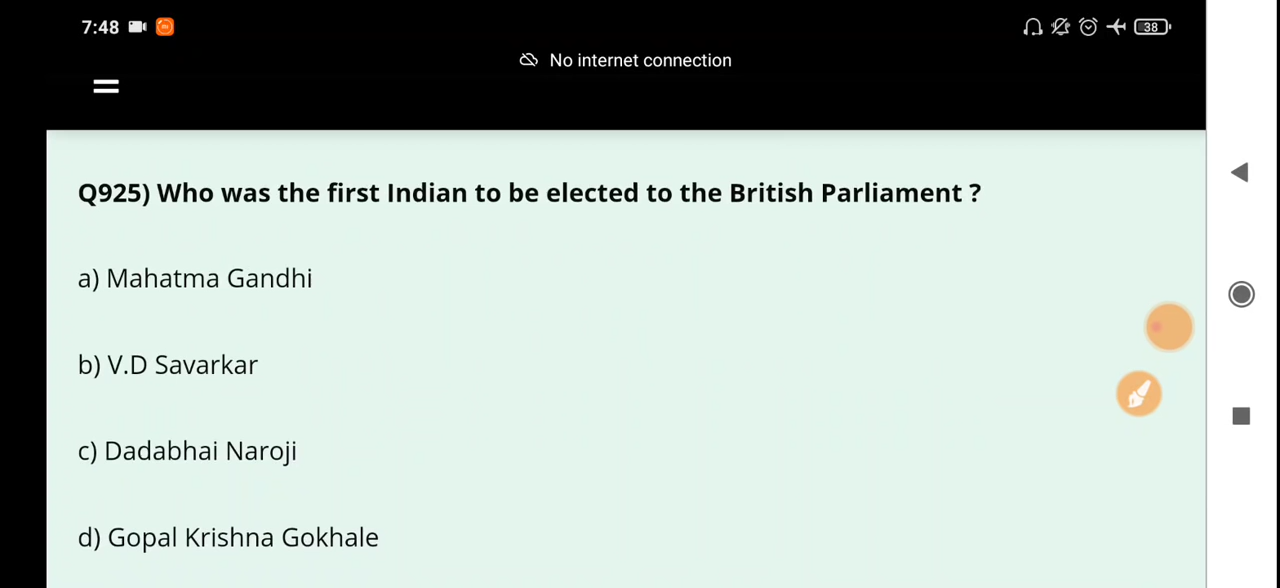 7:48
38
No internet connection
Q925) Who was the first Indian to be elected to the British Parliament ?
a) Mahatma Gandhi
b) V.D Savarkar
c) Dadabhai Naroji
d) Gopal Krishna Gokhale